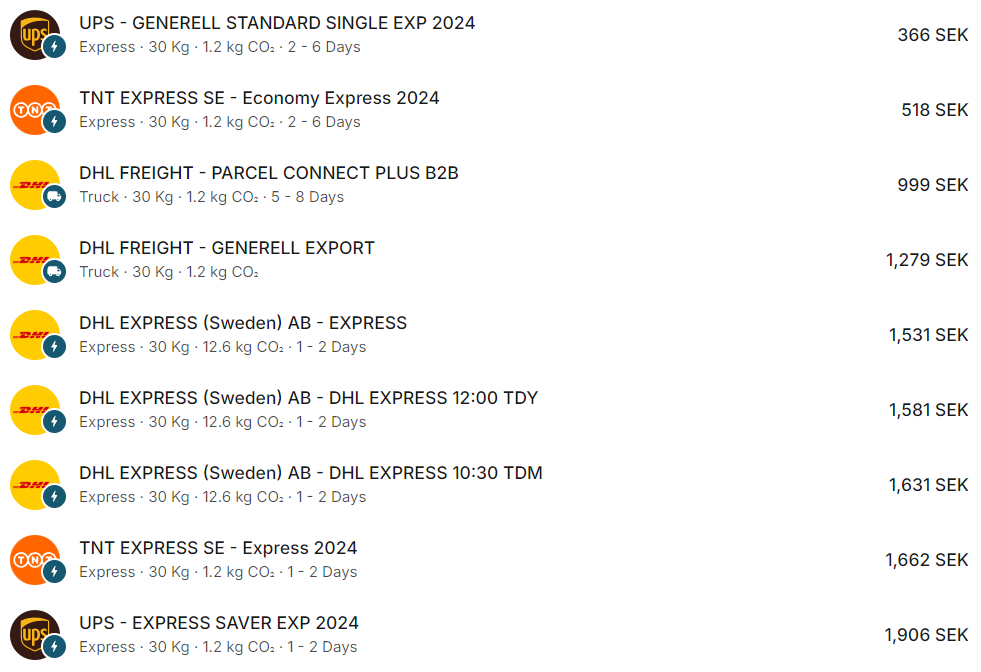 UPS - GENERELL STANDARD SINGLE EXP 2024
Express · 30 Kg · 1.2 kg CO₂ · 2 - 6 Days
366 SEK
TNT EXPRESS SE - Economy Express 2024
Express · 30 Kg · 1.2 kg CO₂ · 2 - 6 Days
518 SEK
DHL FREIGHT - PARCEL CONNECT PLUS B2B
Truck · 30 Kg · 1.2 kg CO₂ · 5 - 8 Days
999 SEK
DHL FREIGHT - GENERELL EXPORT
Truck · 30 Kg · 1.2 kg CO₂
1,279 SEK
DHL EXPRESS (Sweden) AB - EXPRESS
Express · 30 Kg · 12.6 kg CO₂ · 1 - 2 Days
1,531 SEK
DHL EXPRESS (Sweden) AB - DHL EXPRESS 12:00 TDY
Express · 30 Kg · 12.6 kg CO₂ · 1 - 2 Days
1,581 SEK
DHL EXPRESS (Sweden) AB - DHL EXPRESS 10:30 TDM
Express · 30 Kg · 12.6 kg CO₂ · 1 - 2 Days
1,631 SEK
TNT EXPRESS SE - Express 2024
Express · 30 Kg · 1.2 kg CO₂ · 1 - 2 Days
1,662 SEK
UPS - EXPRESS SAVER EXP 2024
Express · 30 Kg · 1.2 kg CO₂ · 1 - 2 Days
1,906 SEK